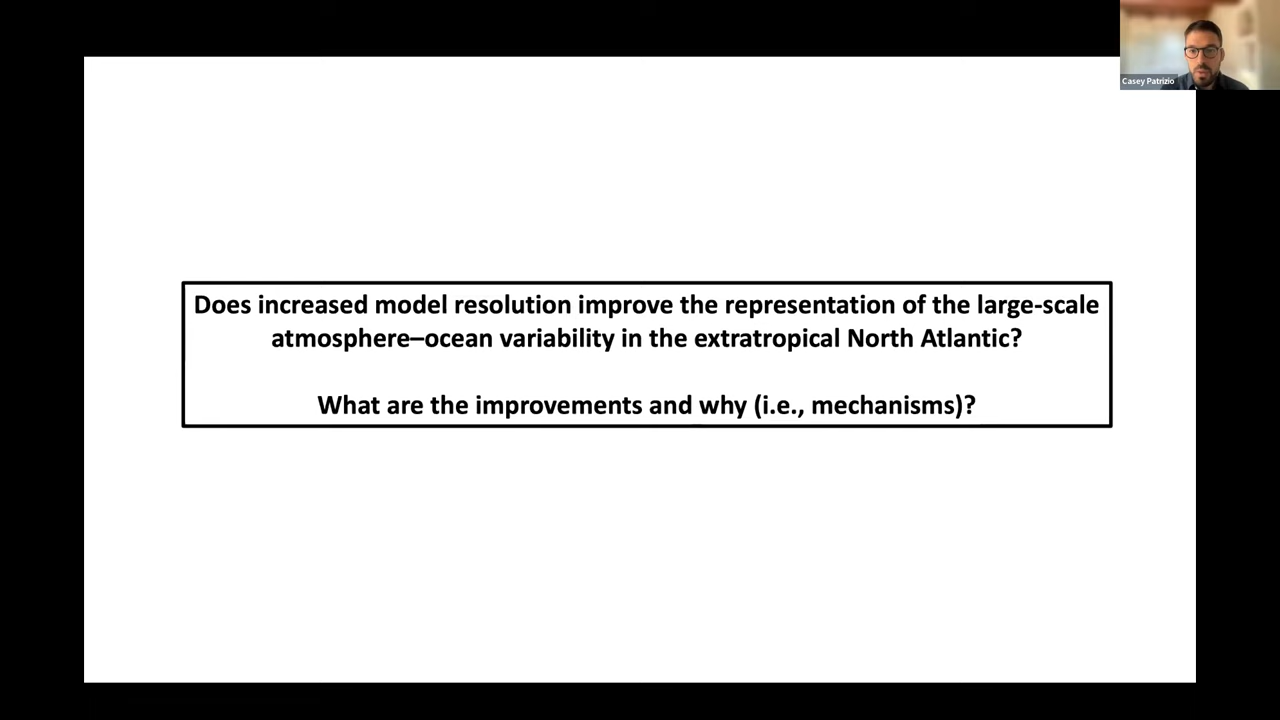 Casey Patrizio
Does increased model resolution improve the representation of the large-scale
atmosphere–ocean variability in the extratropical North Atlantic?
What are the improvements and why (i.e., mechanisms)?